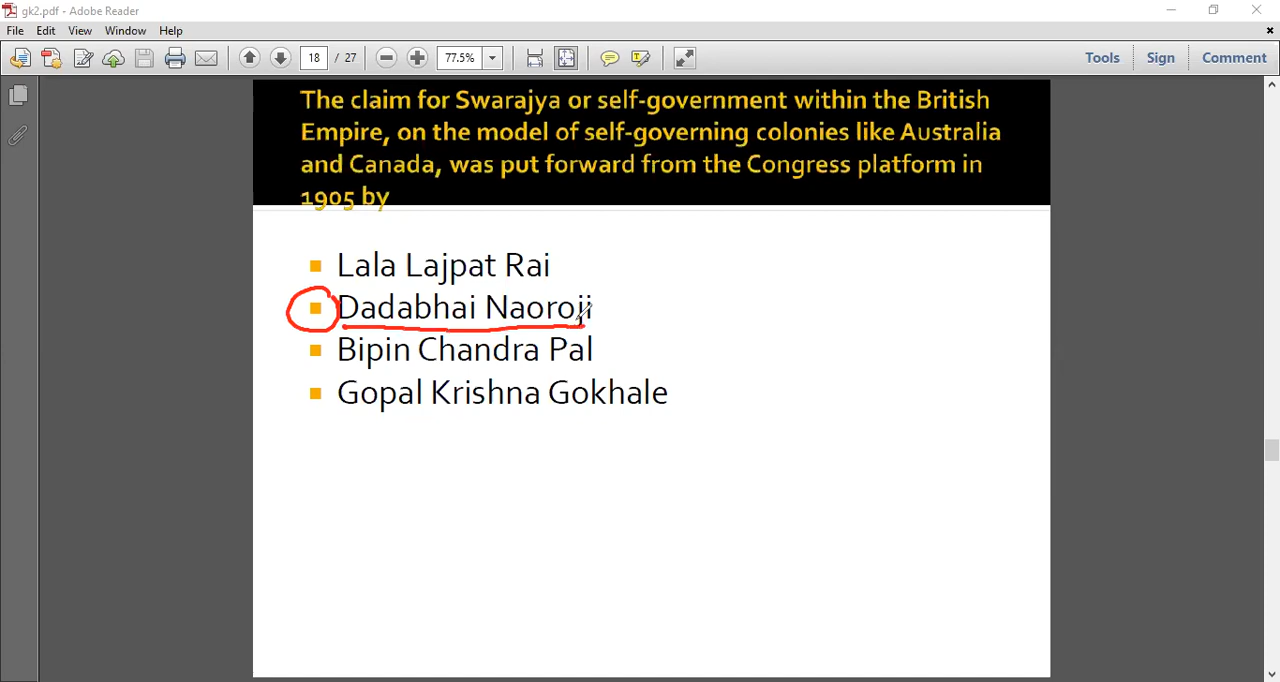 gk2.pdf - Adobe Reader
File Edit View Window Help
18 / 27 77.5% Tools Sign Comment
The claim for Swarajya or self-government within the British
Empire, on the model of self-governing colonies like Australia
and Canada, was put forward from the Congress platform in
1905 by
Lala Lajpat Rai
Dadabhai Naoroji
Bipin Chandra Pal
Gopal Krishna Gokhale